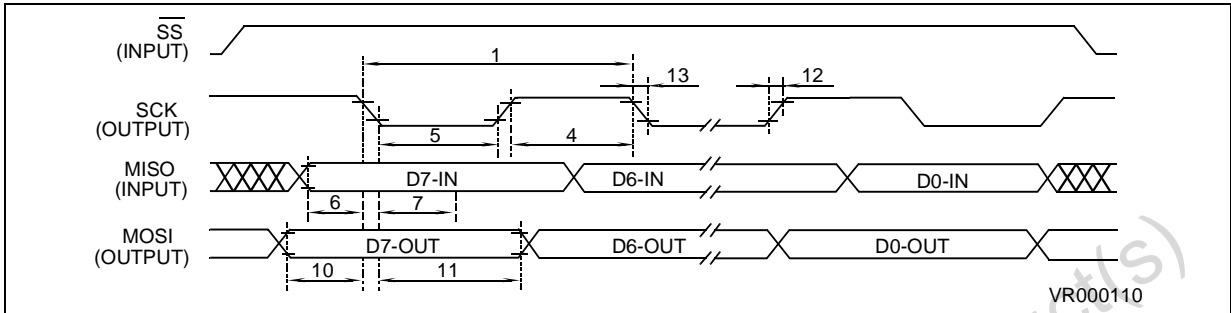 SS
(INPUT)
1
13
12
SCK
(OUTPUT)
5
4
MISO
(INPUT)
D7-IN
D6-IN
D0-IN
6
7
MOSI
(OUTPUT)
D7-OUT
D6-OUT
D0-OUT
10
11
VR000110